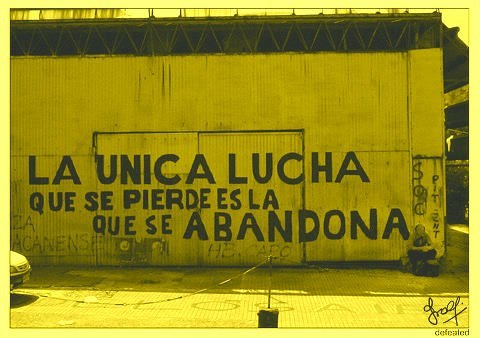 LA UNICA LUCHA
QUE SE PIERDE ES LA
QUE SE ABANDONA
defeated